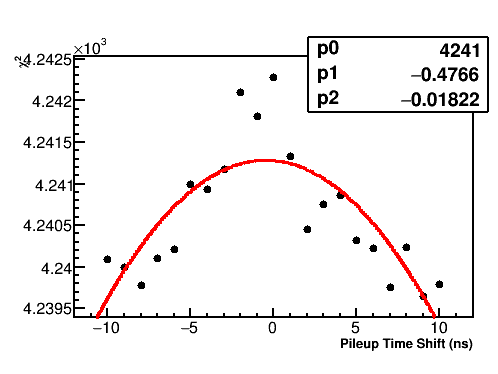 χ²
×10³
p0 4241
p1 −0.4766
p2 −0.01822
4.2425
4.242
4.2415
4.241
4.2405
4.24
4.2395
−10 −5 0 5 10
Pileup Time Shift (ns)